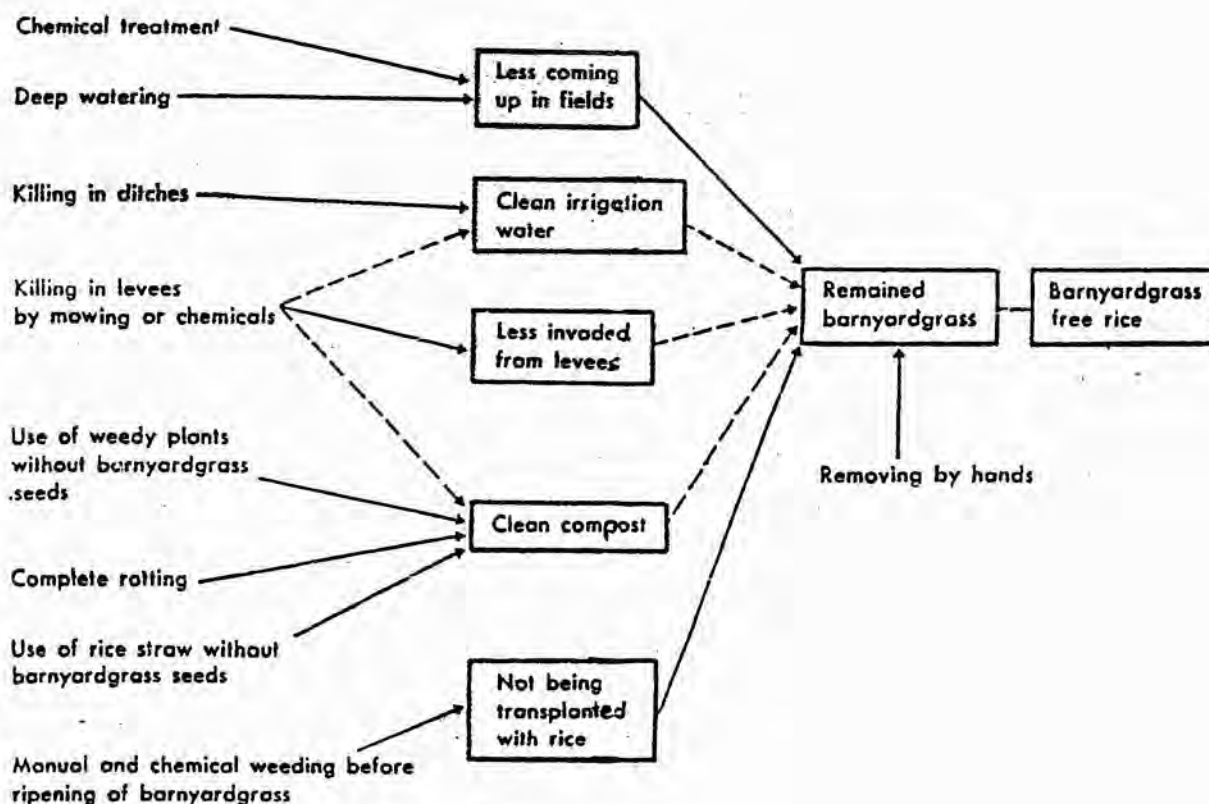 Chemical treatment
Deep watering
Killing in ditches
Killing in levees
by mowing or chemicals
Use of weedy plants
without barnyardgrass
.seeds
Complete rotting
Use of rice straw without
barnyardgrass seeds
Manual and chemical weeding before
ripening of barnyardgrass
Less coming
up in fields
Clean irrigation
water
Less invaded
from levees
Clean compost
Not being
transplanted
with rice
Remained
barnyardgrass
Removing by hands
Barnyardgrass
free rice